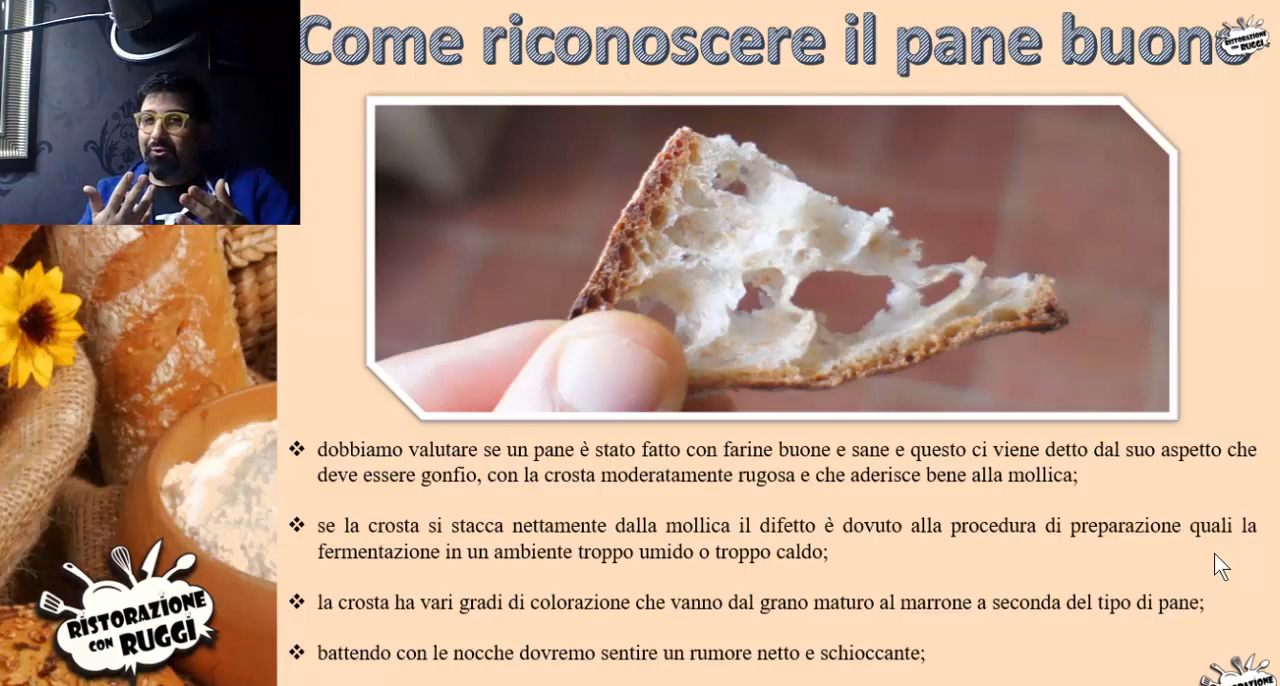 Come riconoscere il pane buono
RISTORAZIONE
CON RUGGI
dobbiamo valutare se un pane è stato fatto con farine buone e sane e questo ci viene detto dal suo aspetto che
deve essere gonfio, con la crosta moderatamente rugosa e che aderisce bene alla mollica;
se la crosta si stacca nettamente dalla mollica il difetto è dovuto alla procedura di preparazione quali la
fermentazione in un ambiente troppo umido o troppo caldo;
la crosta ha vari gradi di colorazione che vanno dal grano maturo al marrone a seconda del tipo di pane;
battendo con le nocche dovremo sentire un rumore netto e schioccante;
RISTORAZIONE
CON RUGGI